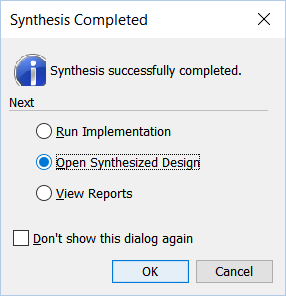 Synthesis Completed
Synthesis successfully completed.
Next
Run Implementation
Open Synthesized Design
View Reports
Don't show this dialog again
OK Cancel